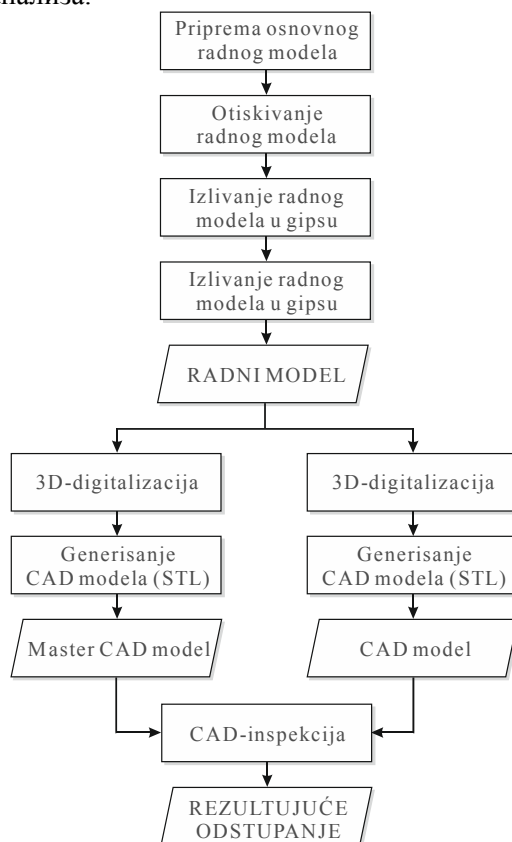 анализа.
Priprema osnovnog
radnog modela
Otiskivanje
radnog modela
Izlivanje radnog
modela u gipsu
Izlivanje radnog
modela u gipsu
RADNI MODEL
3D-digitalizacija
3D-digitalizacija
Generisanje
CAD modela (STL)
Generisanje
CAD modela (STL)
Master CAD model
CAD model
CAD-inspekcija
REZULTUJUĆE
ODSTUPANJE